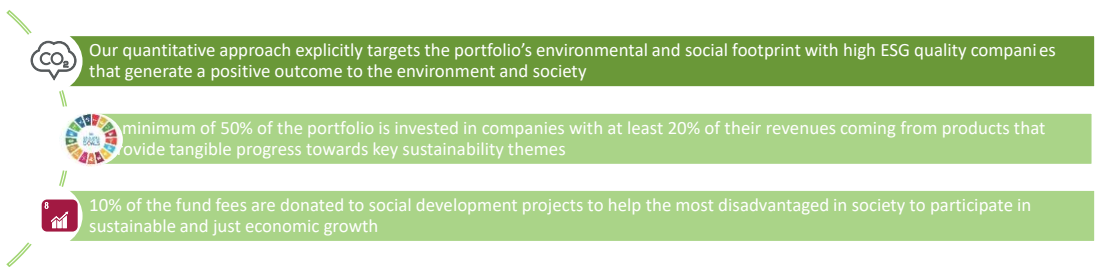 CO2
Our quantitative approach explicitly targets the portfolio's environmental and social footprint with high ESG quality companies
that generate a positive outcome to the environment and society
minimum of 50% of the portfolio is invested in companies with at least 20% of their revenues coming from products that
ovide tangible progress towards key sustainability themes
8
10% of the fund fees are donated to social development projects to help the most disadvantaged in society to participate in
sustainable and just economic growth